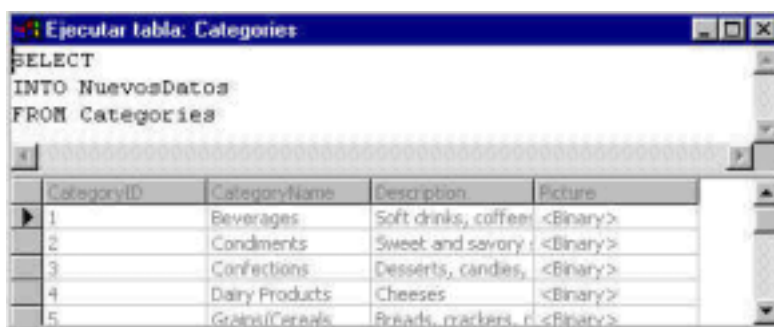 Ejecutar tabla: Categories
SELECT
INTO NuevosDatos
FROM Categories
CategoryID CategoryName Description Picture
1 Beverages Soft drinks, coffees <Binary>
2 Condiments Sweet and savory <Binary>
3 Confections Desserts, candies, <Binary>
4 Dairy Products Cheeses <Binary>
5 Grains/Cereals Breads, crackers, <Binary>